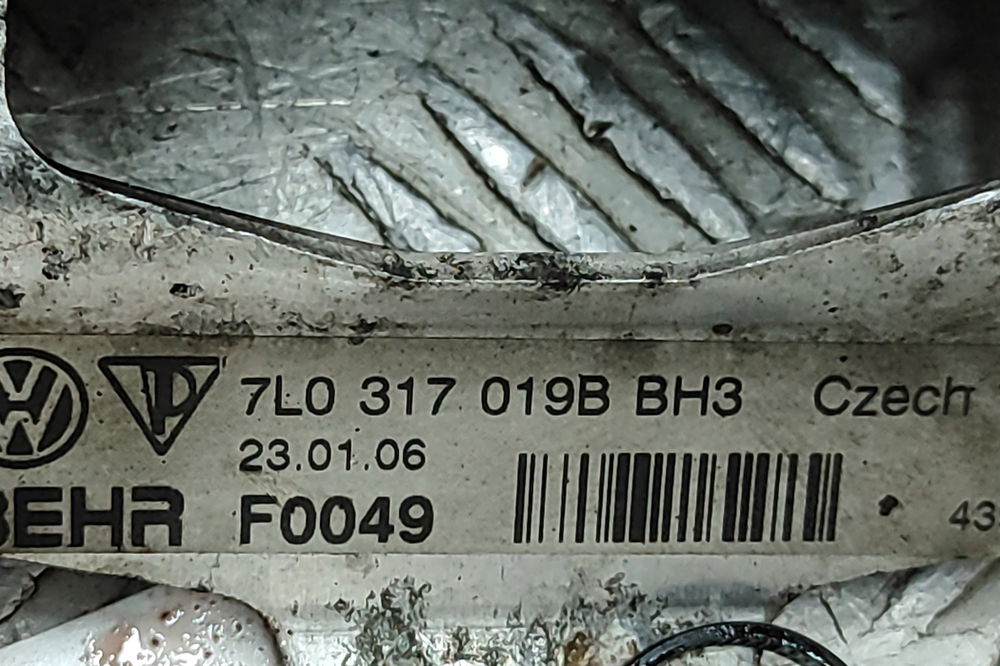 7L0 317 019B BH3 Czech
23.01.06
BEHR F0049
43